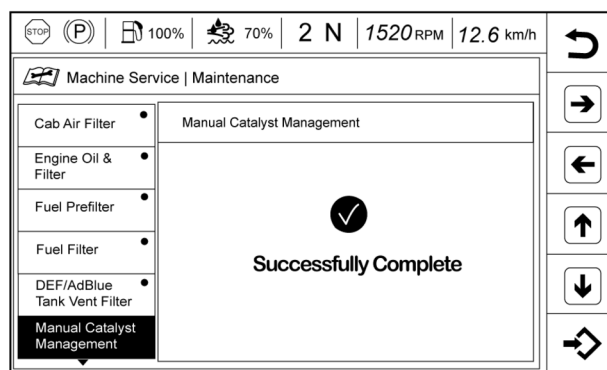 STOP P 100% 70% 2 N 1520 RPM 12.6 km/h
Machine Service | Maintenance
Cab Air Filter
Engine Oil &
Filter
Fuel Prefilter
Fuel Filter
DEF/AdBlue
Tank Vent Filter
Manual Catalyst
Management
Manual Catalyst Management
Successfully Complete